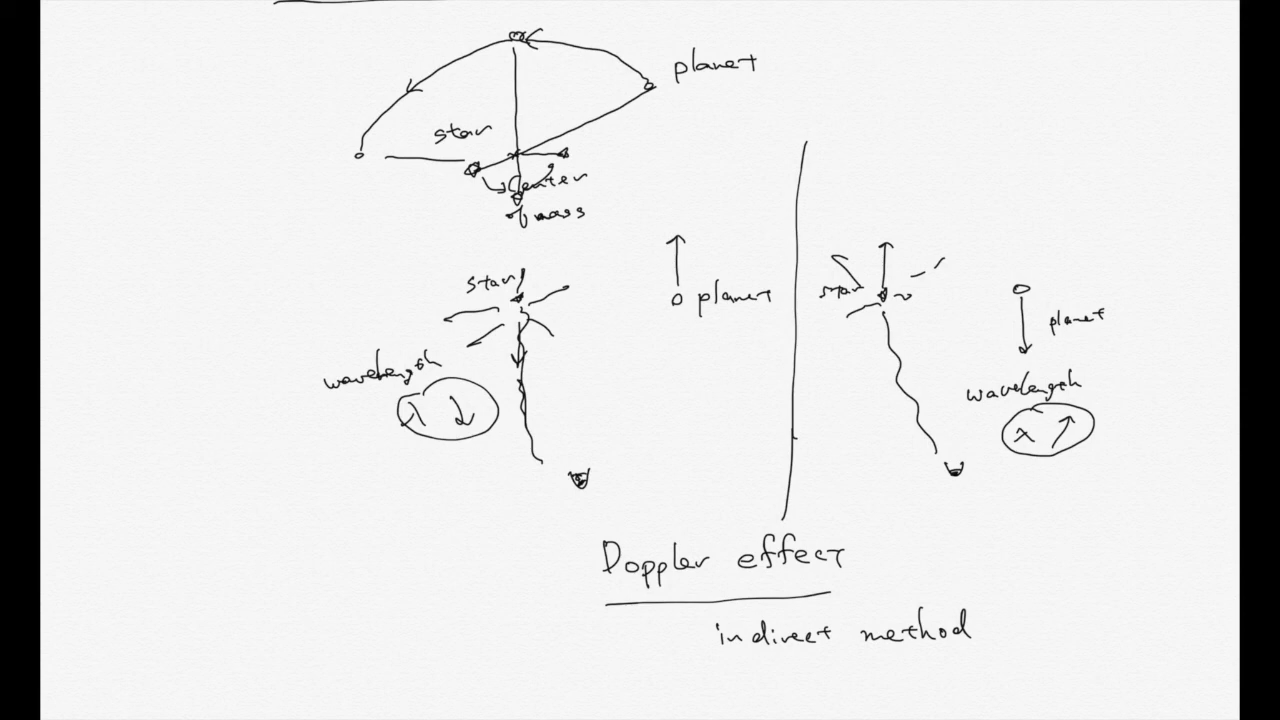 planet
star
center
of mass
star
planet
wavelength
λ ↓
star
planet
wavelength
λ ↑
Doppler effect
indirect method